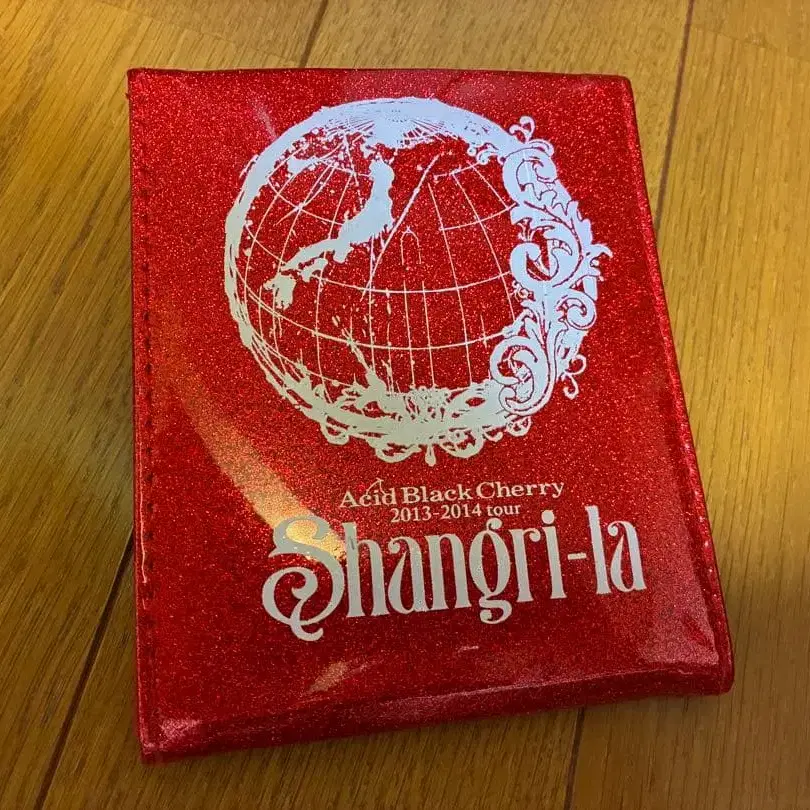 Acid Black Cherry
2013-2014 tour
Shangri-la